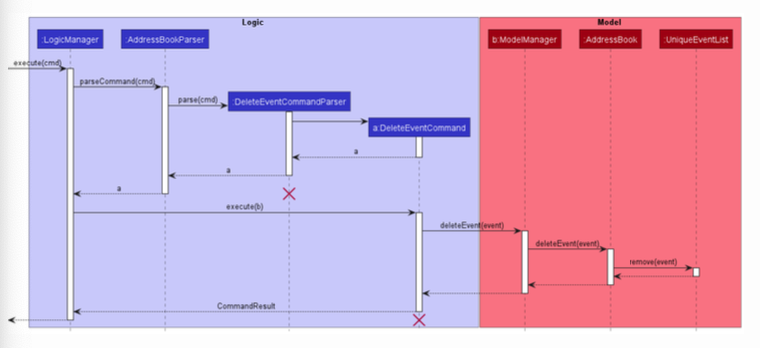 Logic
Model
:LogicManager
:AddressBookParser
b:ModelManager
:AddressBook
:UniqueEventList
execute(cmd)
parseCommand(cmd)
parse(cmd)
:DeleteEventCommandParser
a:DeleteEventCommand
a
a
a
execute(b)
deleteEvent(event)
deleteEvent(event)
remove(event)
CommandResult